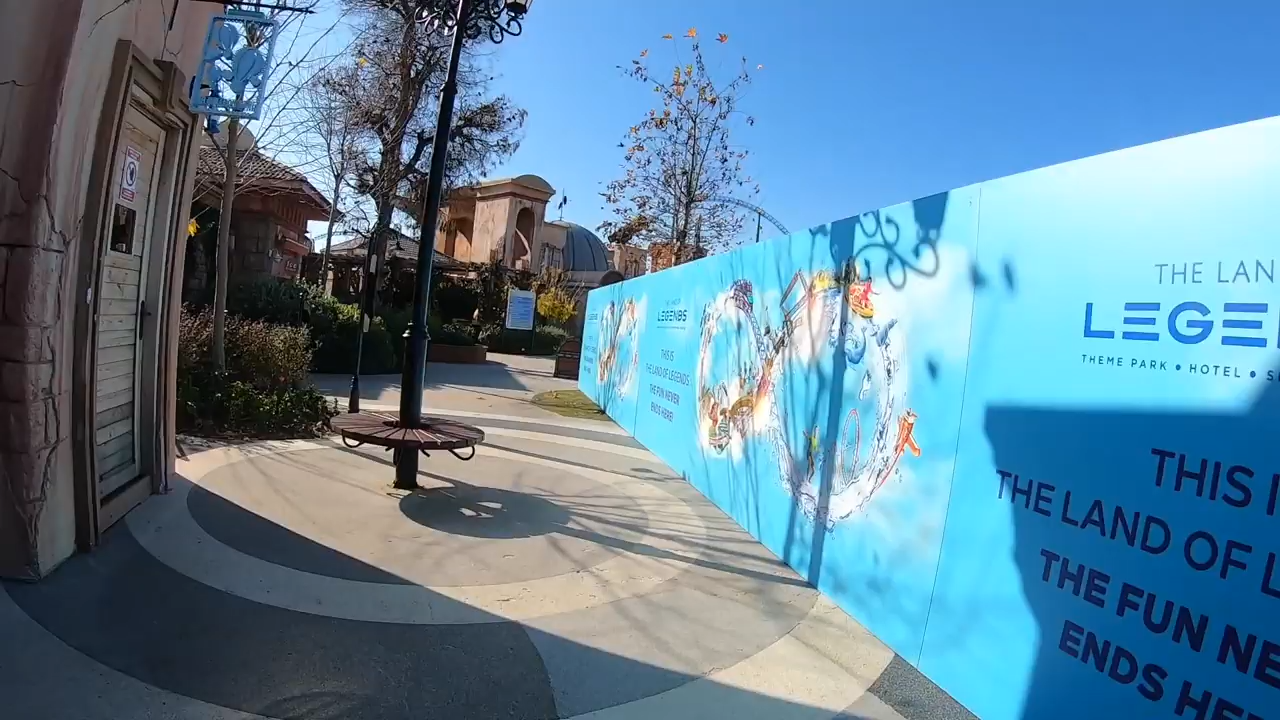 LEGENDS
THIS IS
THE LAND OF LEGENDS
THE FUN NEVER
ENDS HERE!
THE LAN
LEGE
THEME PARK • HOTEL • S
THIS I
THE LAND OF L
THE FUN NE
ENDS HE